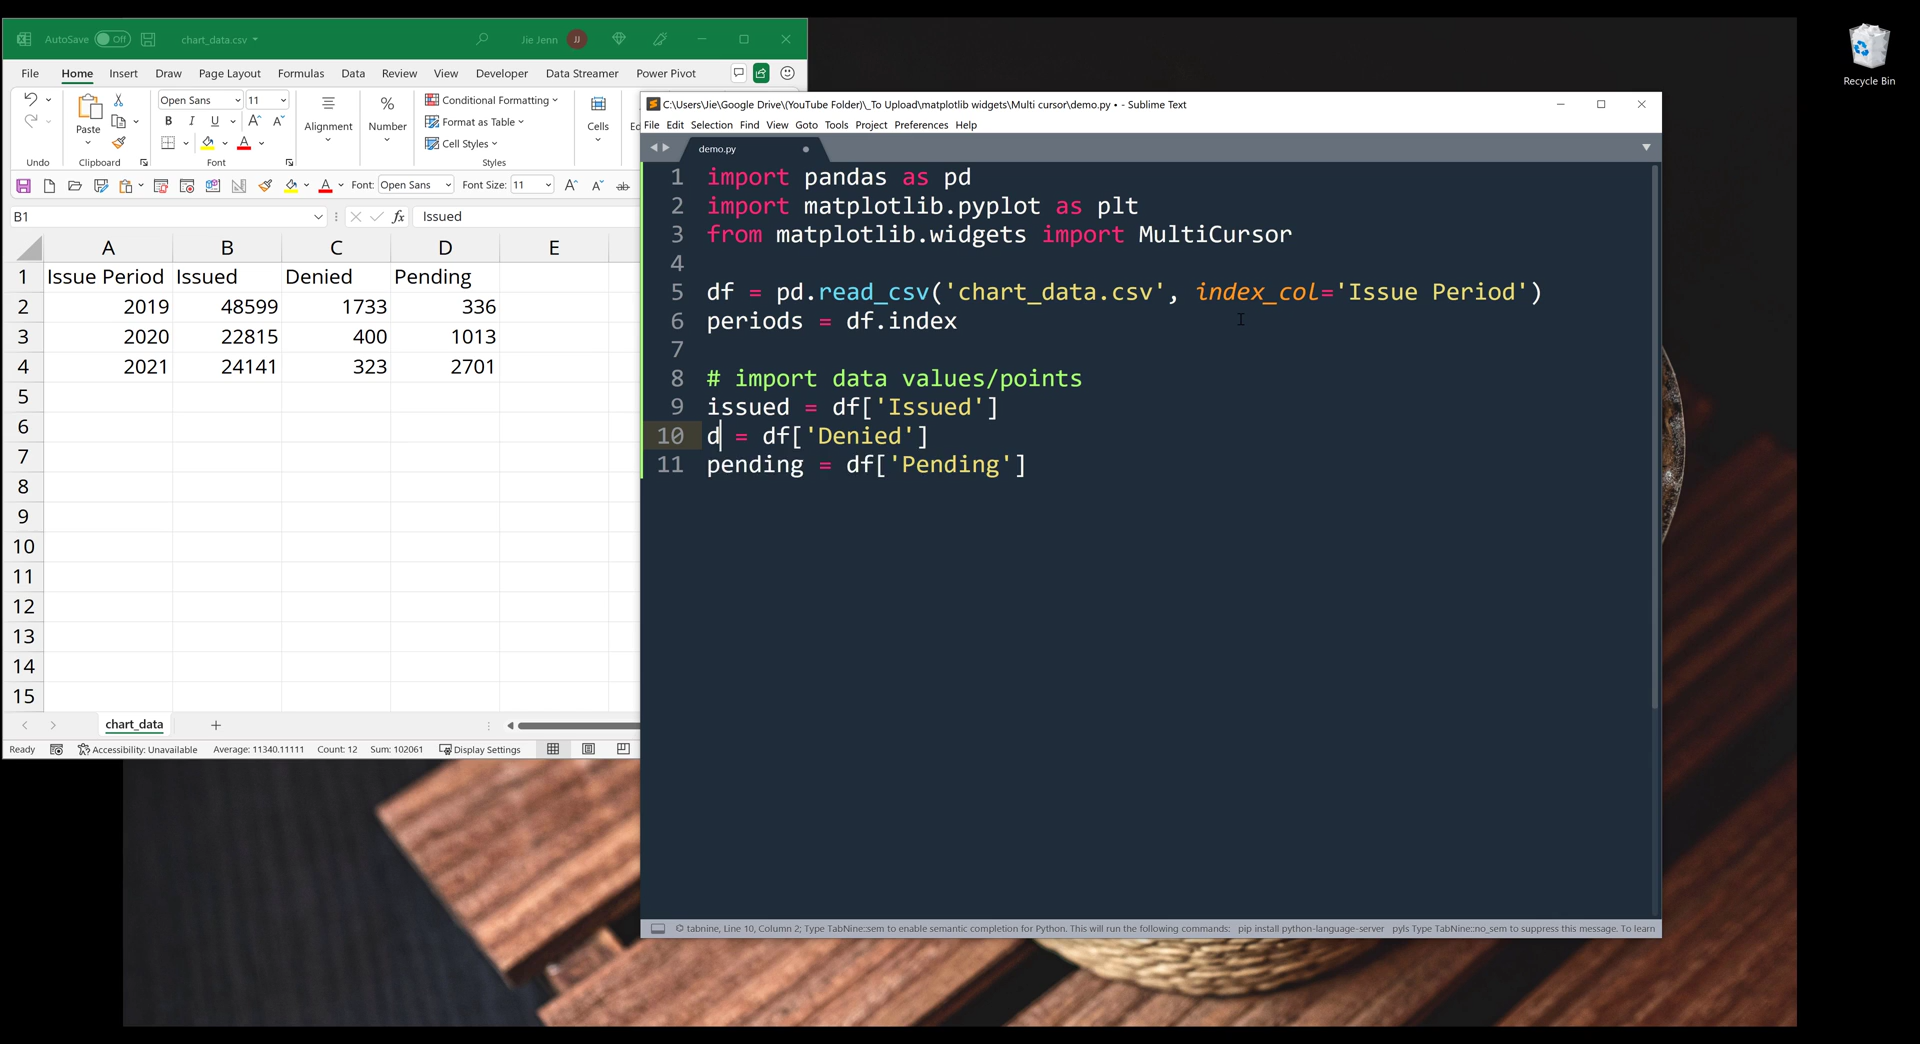 AutoSave Off chart_data.csv Jie Jenn JJ
File Home Insert Draw Page Layout Formulas Data Review View Developer Data Streamer Power Pivot
Open Sans 11
Paste
B I U A A
Alignment
Number
%
Conditional Formatting
Format as Table
Cell Styles
Cells
Undo Clipboard Font Styles
Font: Open Sans Font Size: 11 A A ab
B1 fx Issued
A B C D E
1 Issue Period Issued Denied Pending
2 2019 48599 1733 336
3 2020 22815 400 1013
4 2021 24141 323 2701
5
6
7
8
9
10
11
12
13
14
15
chart_data
Ready Accessibility: Unavailable Average: 11340.11111 Count: 12 Sum: 102061 Display Settings
C:\Users\Jie\Google Drive\(YouTube Folder)\_To Upload\matplotlib widgets\Multi cursor\demo.py • - Sublime Text
File Edit Selection Find View Goto Tools Project Preferences Help
demo.py
1 import pandas as pd
2 import matplotlib.pyplot as plt
3 from matplotlib.widgets import MultiCursor
4
5 df = pd.read_csv('chart_data.csv', index_col='Issue Period')
6 periods = df.index
7
8 # import data values/points
9 issued = df['Issued']
10 d = df['Denied']
11 pending = df['Pending']
© tabnine, Line 10, Column 2; Type TabNine::sem to enable semantic completion for Python. This will run the following commands: pip install python-language-server pyls Type TabNine::no_sem to suppress this message. To learn
Recycle Bin